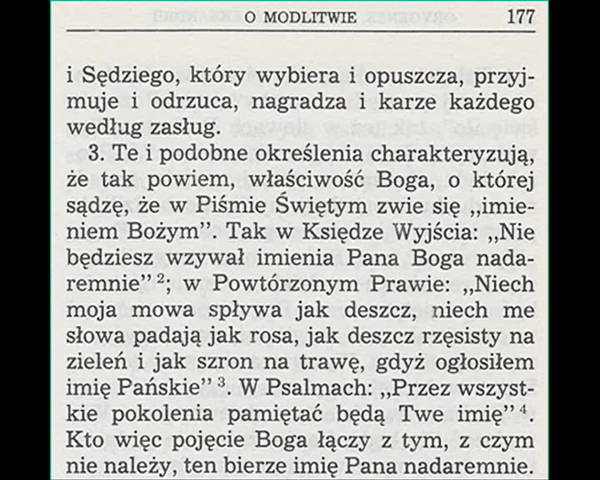 O MODLITWIE 177
i Sędziego, który wybiera i opuszcza, przyj-
muje i odrzuca, nagradza i karze każdego
według zasług.
3. Te i podobne określenia charakteryzują,
że tak powiem, właściwość Boga, o której
sądzę, że w Piśmie Świętym zwie się ,,imie-
niem Bożym”. Tak w Księdze Wyjścia: ,,Nie
będziesz wzywał imienia Pana Boga nada-
remnie” ²; w Powtórzonym Prawie: ,,Niech
moja mowa spływa jak deszcz, niech me
słowa padają jak rosa, jak deszcz rzęsisty na
zieleń i jak szron na trawę, gdyż ogłosiłem
imię Pańskie” ³. W Psalmach: ,,Przez wszyst-
kie pokolenia pamiętać będą Twe imię” ⁴.
Kto więc pojęcie Boga łączy z tym, z czym
nie należy, ten bierze imię Pana nadaremnie.